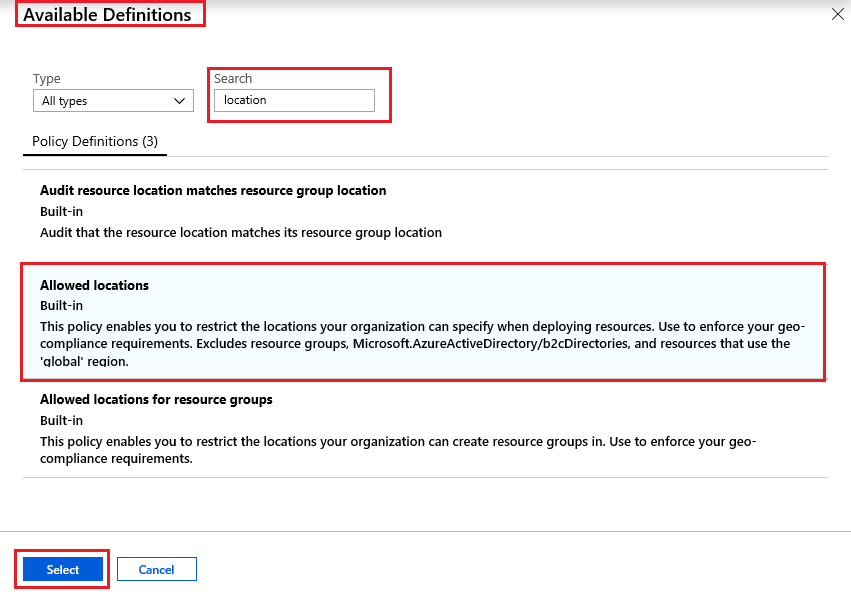 Available Definitions
Type
Search
All types
location
Policy Definitions (3)
Audit resource location matches resource group location
Built-in
Audit that the resource location matches its resource group location
Allowed locations
Built-in
This policy enables you to restrict the locations your organization can specify when deploying resources. Use to enforce your geo-
compliance requirements. Excludes resource groups, Microsoft.AzureActiveDirectory/b2cDirectories, and resources that use the
'global' region.
Allowed locations for resource groups
Built-in
This policy enables you to restrict the locations your organization can create resource groups in. Use to enforce your geo-
compliance requirements.
Select
Cancel